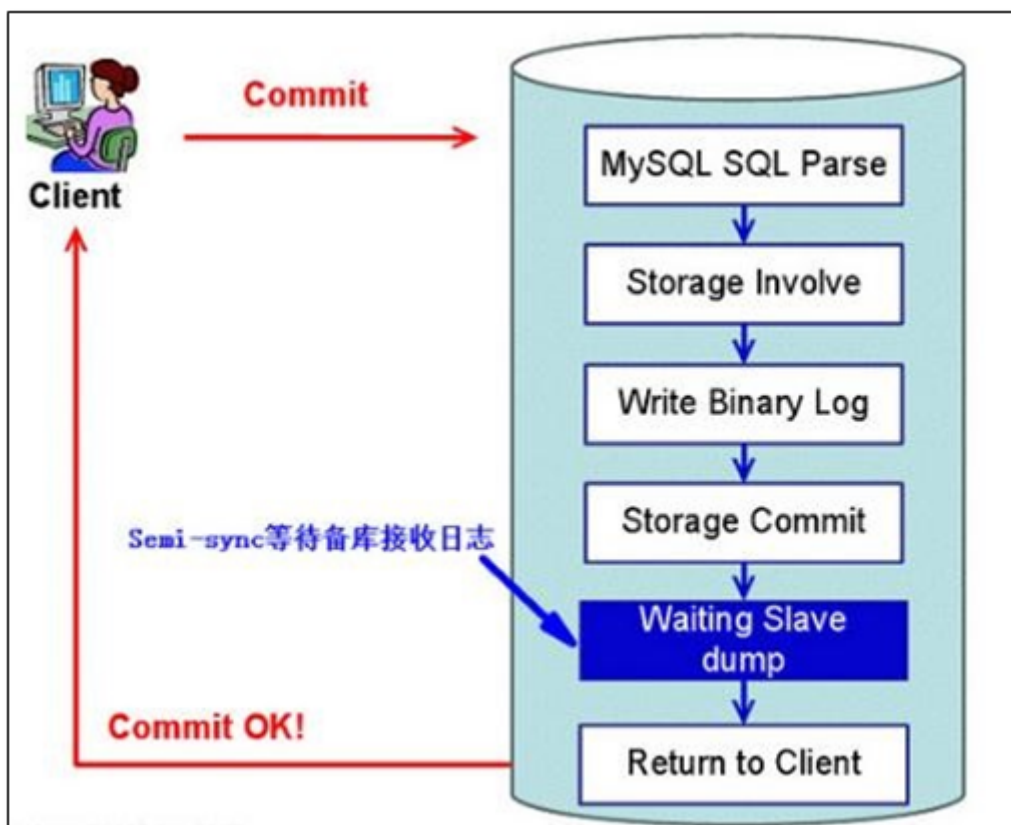 Commit
Client
MySQL SQL Parse
Storage Involve
Write Binary Log
Storage Commit
Semi-sync等待备库接收日志
Waiting Slave
dump
Commit OK!
Return to Client